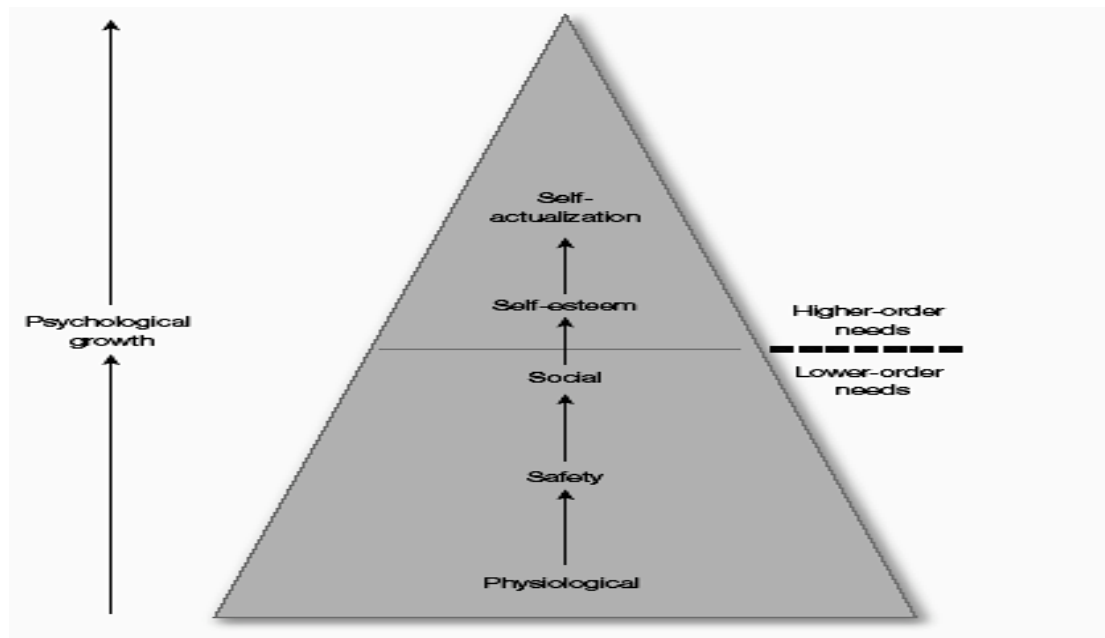 Self-
actualization
Self-esteem
Higher-order
needs
Psychological
growth
Lower-order
needs
Social
Safety
Physiological